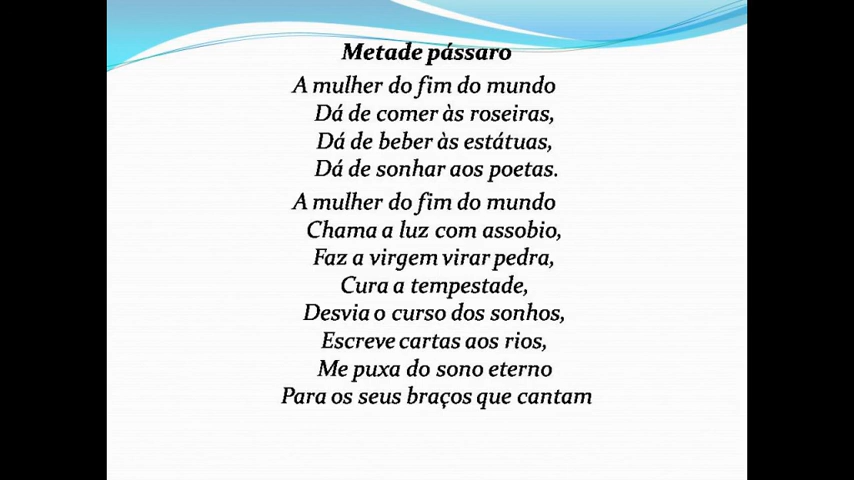 Metade pássaro
A mulher do fim do mundo
Dá de comer às roseiras,
Dá de beber às estátuas,
Dá de sonhar aos poetas.
A mulher do fim do mundo
Chama a luz com assobio,
Faz a virgem virar pedra,
Cura a tempestade,
Desvia o curso dos sonhos,
Escreve cartas aos rios,
Me puxa do sono eterno
Para os seus braços que cantam